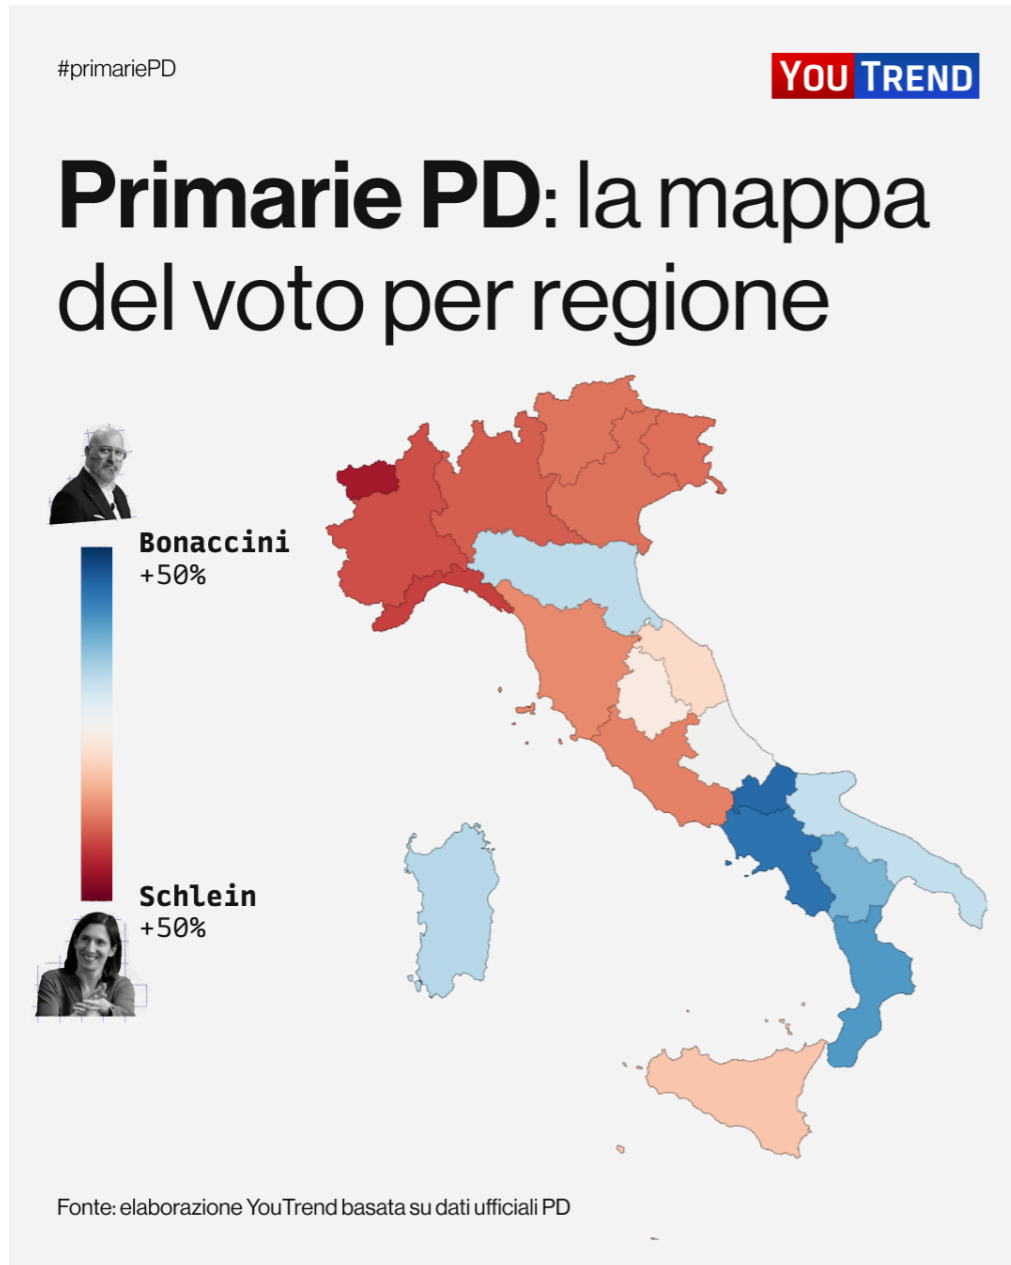 #primariePD
YOU TREND
Primarie PD: la mappa
del voto per regione
Bonaccini
+50%
Schlein
+50%
Fonte: elaborazione YouTrend basata su dati ufficiali PD